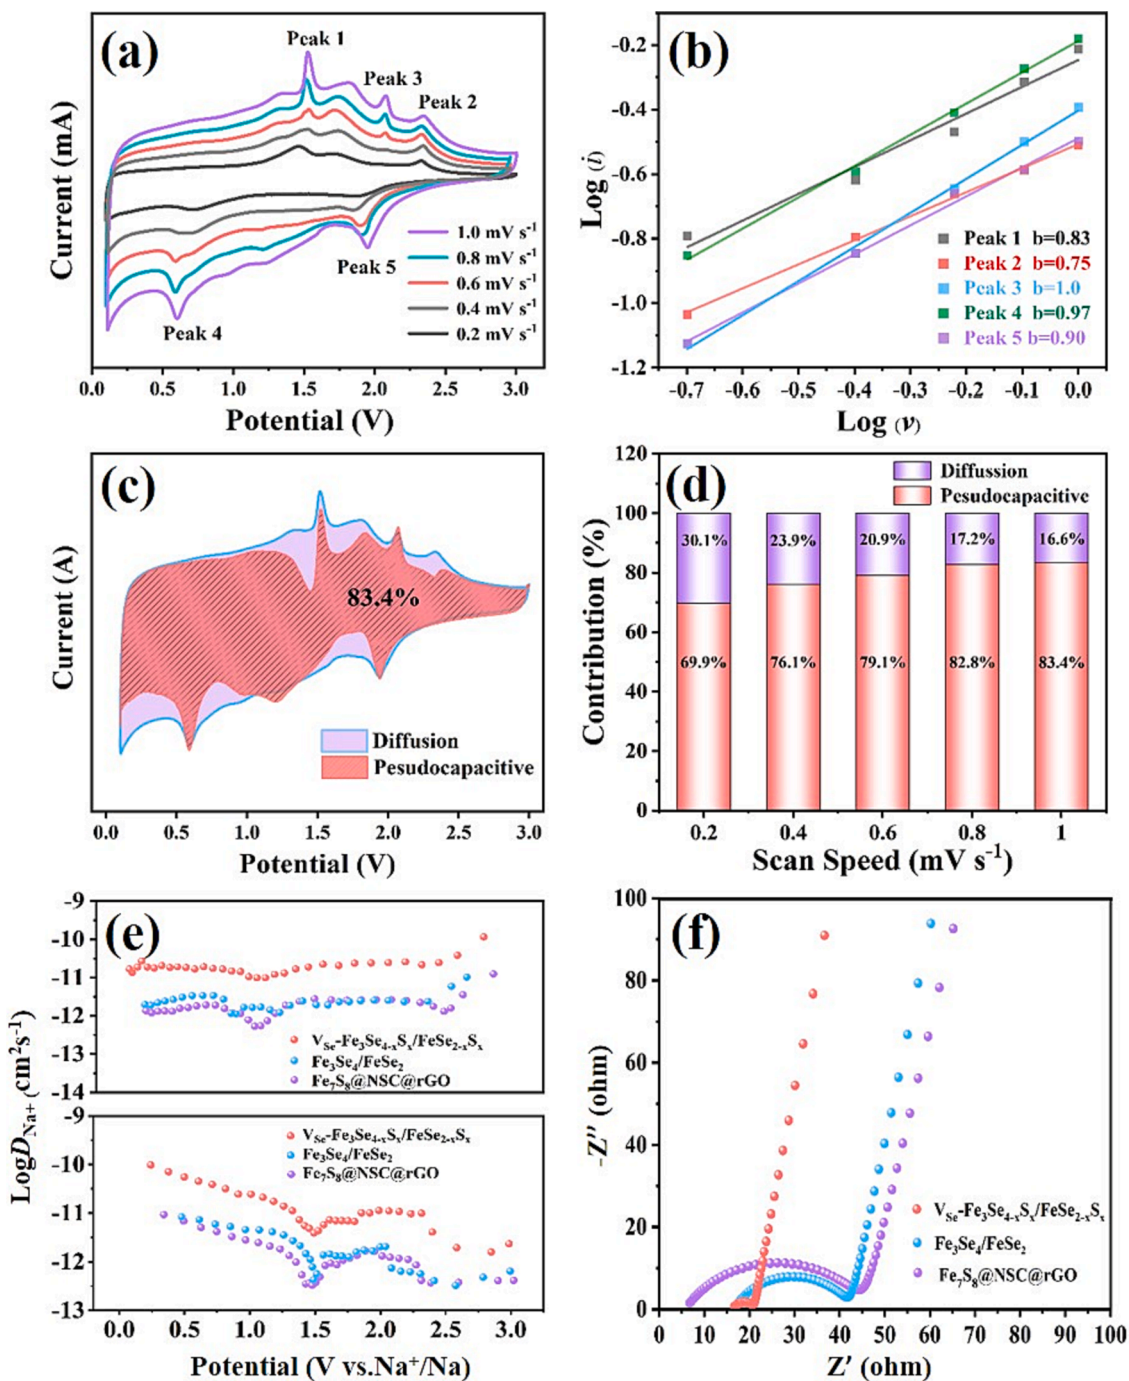 (a)
Peak 1
Peak 3
Peak 2
Peak 5
Peak 4
1.0 mV s⁻¹
0.8 mV s⁻¹
0.6 mV s⁻¹
0.4 mV s⁻¹
0.2 mV s⁻¹
Current (mA)
0.0 0.5 1.0 1.5 2.0 2.5 3.0
Potential (V)
(b)
-0.2
-0.4
-0.6
-0.8
-1.0
-1.2
Log (i)
Peak 1 b=0.83
Peak 2 b=0.75
Peak 3 b=1.0
Peak 4 b=0.97
Peak 5 b=0.90
-0.7 -0.6 -0.5 -0.4 -0.3 -0.2 -0.1 0.0
Log (v)
(c)
83.4%
Current (A)
Diffusion
Pesudocapacitive
0.0 0.5 1.0 1.5 2.0 2.5 3.0
Potential (V)
(d)
Diffussion
Pesudocapacitive
120
100
80
60
40
20
0
Contribution (%)
30.1% 23.9% 20.9% 17.2% 16.6%
69.9% 76.1% 79.1% 82.8% 83.4%
0.2 0.4 0.6 0.8 1
Scan Speed (mV s⁻¹)
(e)
-9
-10
-11
-12
-13
-14
V_Se-Fe₃Se₄₋ₓSₓ/FeSe₂₋ₓSₓ
Fe₃Se₄/FeSe₂
Fe₇S₈@NSC@rGO
LogD_Na+ (cm²s⁻¹)
-9
-10
-11
-12
-13
V_Se-Fe₃Se₄₋ₓSₓ/FeSe₂₋ₓSₓ
Fe₃Se₄/FeSe₂
Fe₇S₈@NSC@rGO
0.0 0.5 1.0 1.5 2.0 2.5 3.0
Potential (V vs.Na⁺/Na)
(f)
100
80
60
40
20
0
-Z″ (ohm)
V_Se-Fe₃Se₄₋ₓSₓ/FeSe₂₋ₓSₓ
Fe₃Se₄/FeSe₂
Fe₇S₈@NSC@rGO
0 10 20 30 40 50 60 70 80 90 100
Z′ (ohm)